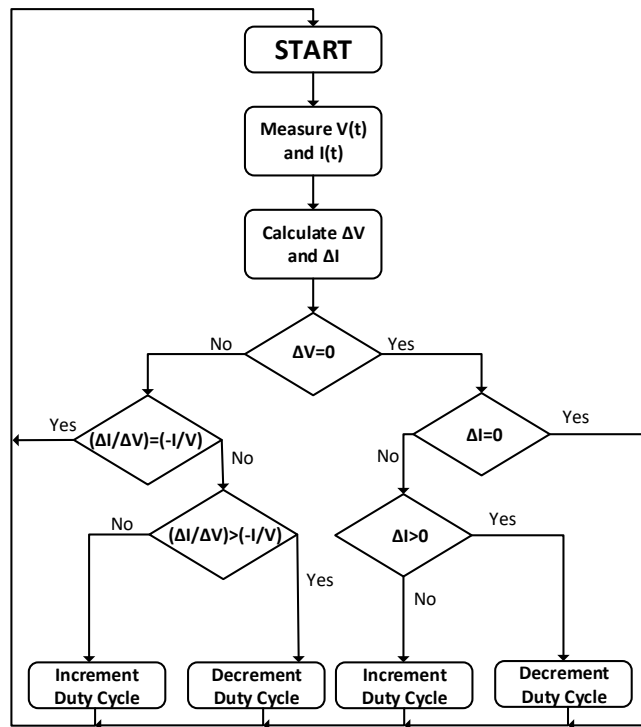 START
Measure V(t)
and I(t)
Calculate ΔV
and ΔI
No
ΔV=0
Yes
Yes
(ΔI/ΔV)=(-I/V)
No
No
ΔI=0
Yes
No
(ΔI/ΔV)>(-I/V)
Yes
ΔI>0
Yes
No
Increment
Duty Cycle
Decrement
Duty Cycle
Increment
Duty Cycle
Decrement
Duty Cycle